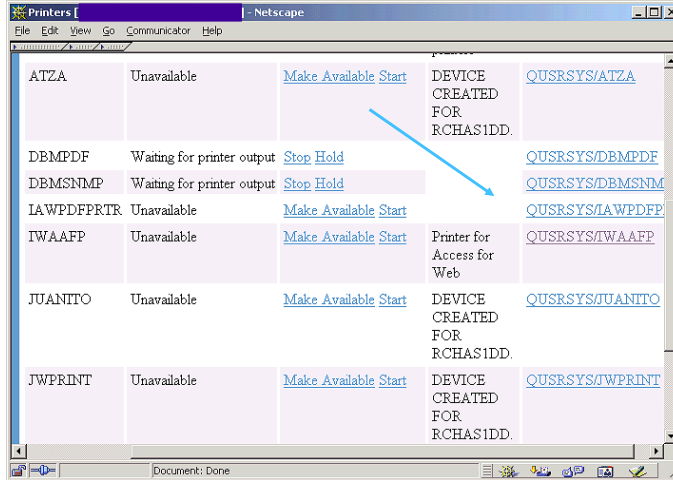 Printers [ ] - Netscape
File Edit View Go Communicator Help
ATZA Unavailable Make Available Start DEVICE QUSRSYS/ATZA
CREATED
FOR
RCHAS1DD.
DBMPDF Waiting for printer output Stop Hold QUSRSYS/DBMPDF
DBMSNMP Waiting for printer output Stop Hold QUSRSYS/DBMSNM
IAWPDFPRTR Unavailable Make Available Start QUSRSYS/IAWPDFP
IWAAFP Unavailable Make Available Start Printer for QUSRSYS/IWAAFP
Access for
Web
JUANITO Unavailable Make Available Start DEVICE QUSRSYS/JUANITO
CREATED
FOR
RCHAS1DD.
JWPRINT Unavailable Make Available Start DEVICE QUSRSYS/JWPRINT
CREATED
FOR
RCHAS1DD.
Document: Done